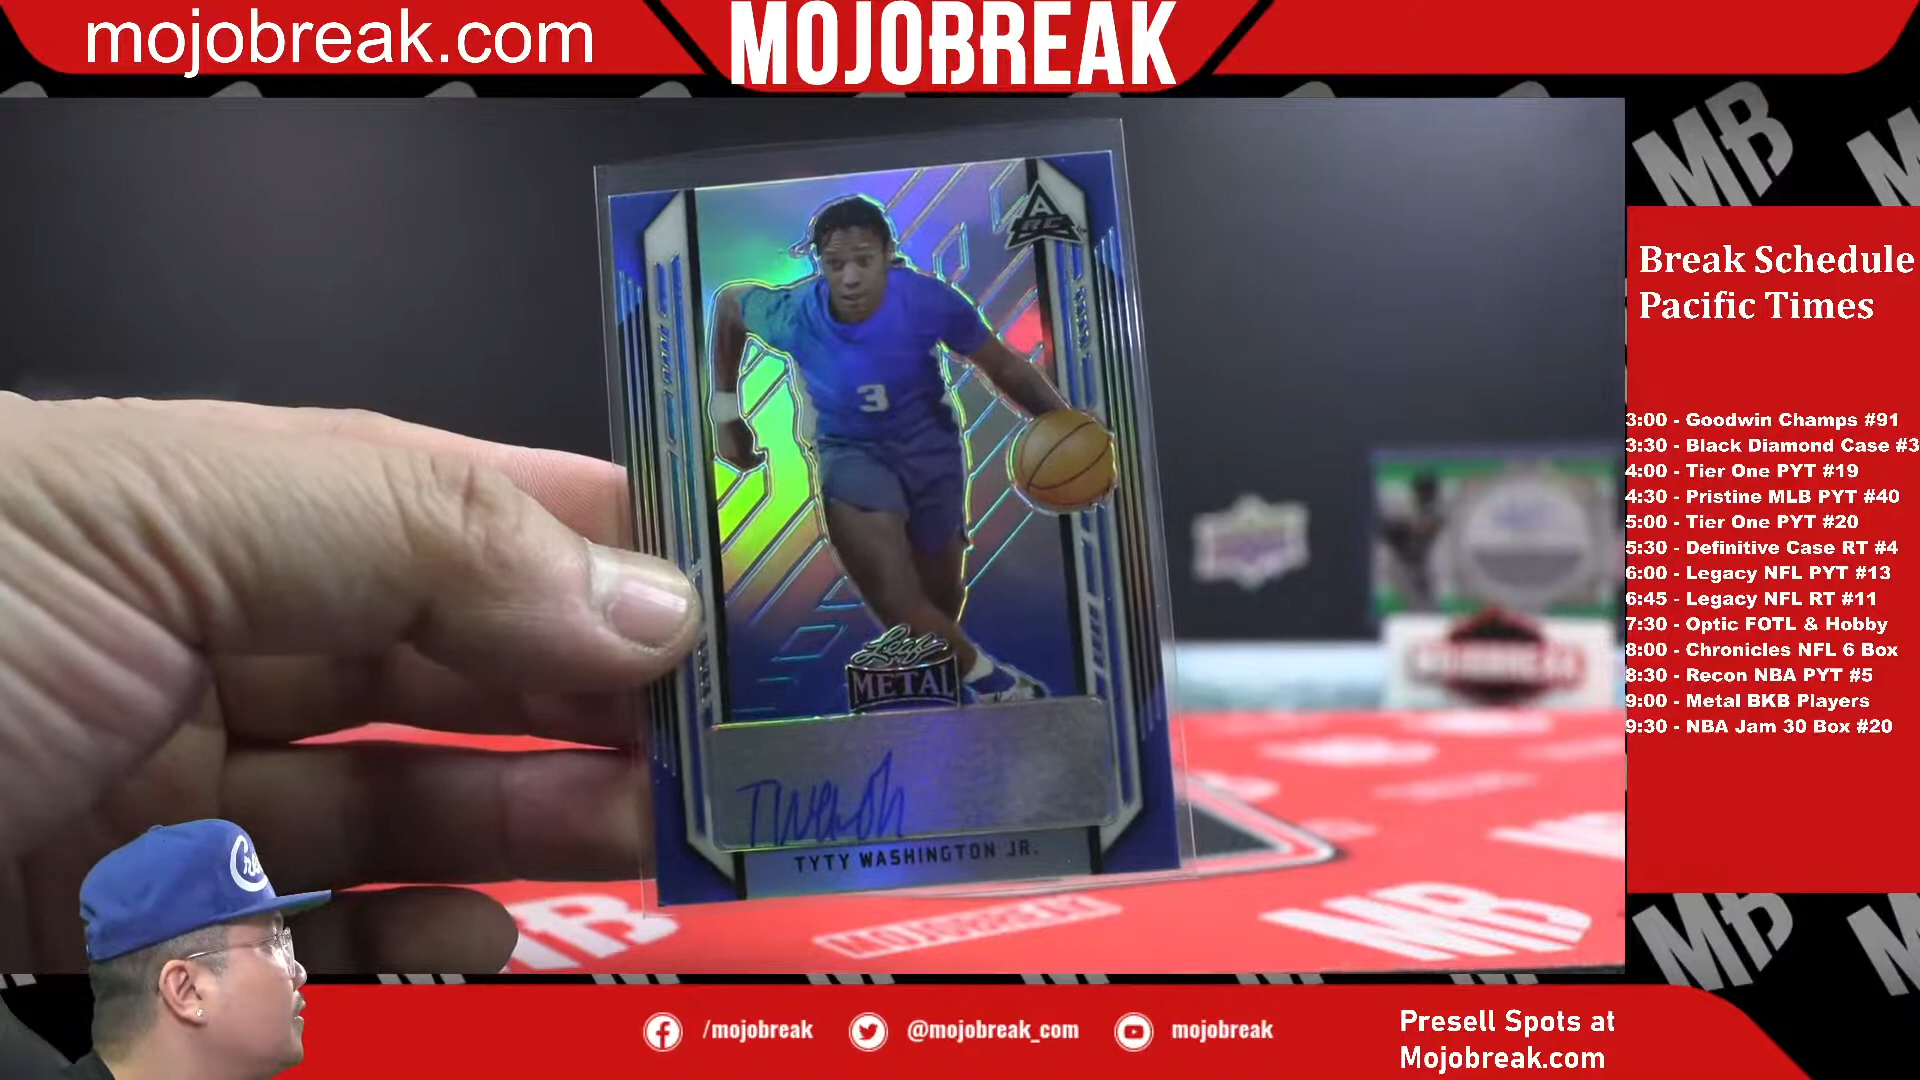 mojobreak.com
MOJOBREAK
MB
Break Schedule
Pacific Times
3:00 - Goodwin Champs #91
3:30 - Black Diamond Case #3
4:00 - Tier One PYT #19
4:30 - Pristine MLB PYT #40
5:00 - Tier One PYT #20
5:30 - Definitive Case RT #4
6:00 - Legacy NFL PYT #13
6:45 - Legacy NFL RT #11
7:30 - Optic FOTL & Hobby
8:00 - Chronicles NFL 6 Box
8:30 - Recon NBA PYT #5
9:00 - Metal BKB Players
9:30 - NBA Jam 30 Box #20
3
Leaf
METAL
TYTY WASHINGTON JR.
MOJOBREAK
MB
MB
/mojobreak
@mojobreak_com
mojobreak
Presell Spots at
Mojobreak.com